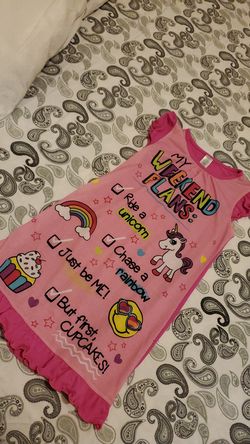 MY
WEEKEND
PLANS:
Ride a
unicorn
Chase a
rainbow
Just be ME!
But first,
CUPCAKES!